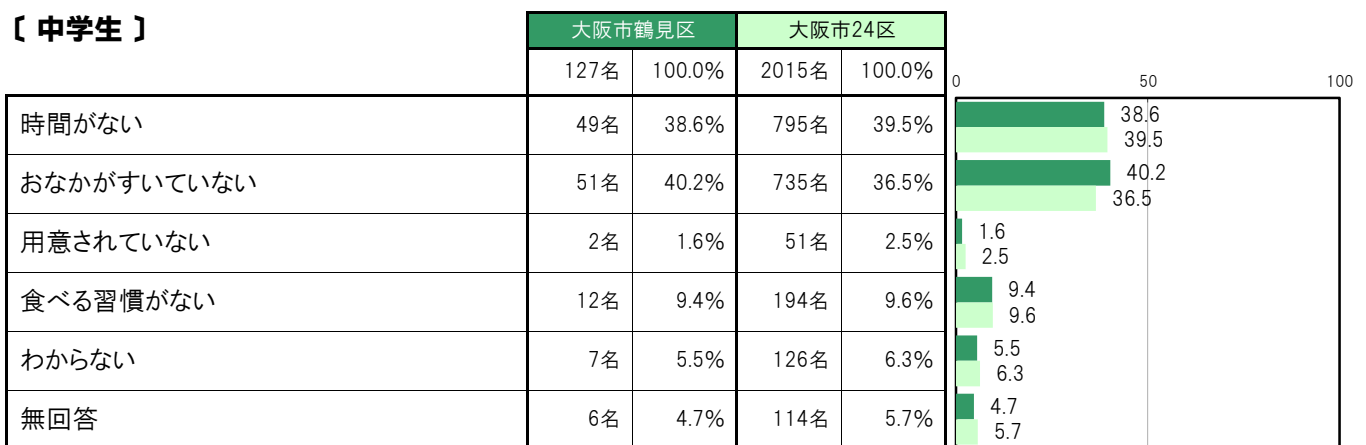 〔 中学生 〕
大阪市鶴見区 大阪市24区
127名 100.0% 2015名 100.0%
0 50 100
時間がない 49名 38.6% 795名 39.5%
38.6
39.5
おなかがすいていない 51名 40.2% 735名 36.5%
40.2
36.5
用意されていない 2名 1.6% 51名 2.5%
1.6
2.5
食べる習慣がない 12名 9.4% 194名 9.6%
9.4
9.6
わからない 7名 5.5% 126名 6.3%
5.5
6.3
無回答 6名 4.7% 114名 5.7%
4.7
5.7